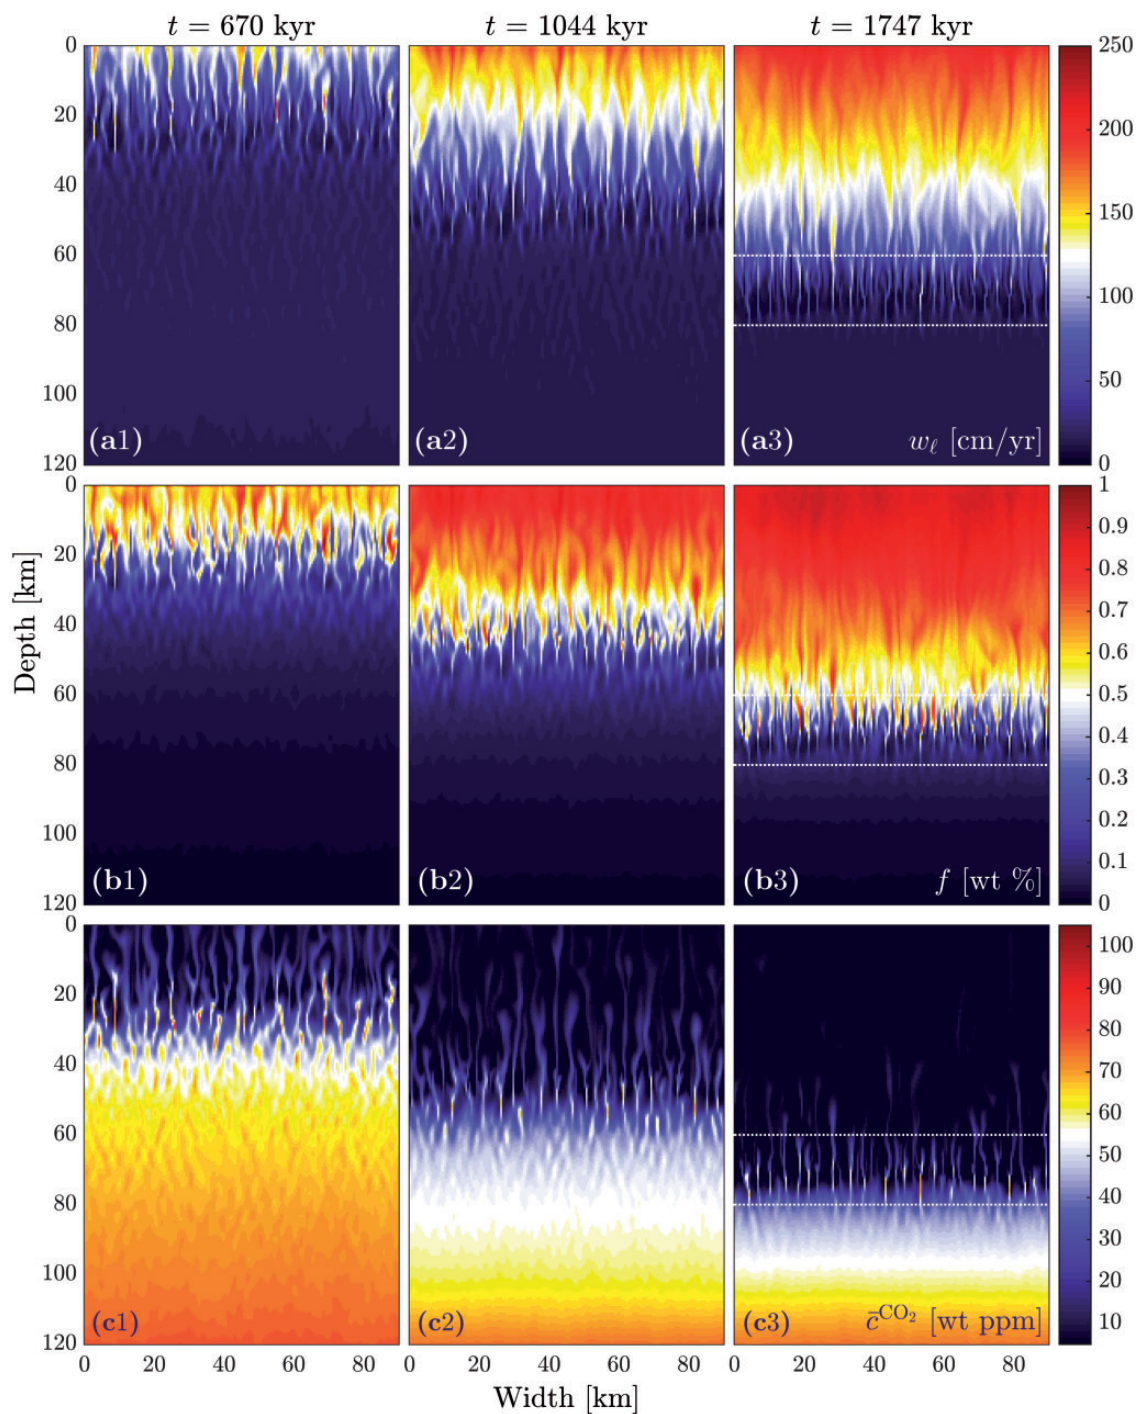 t = 670 kyr
t = 1044 kyr
t = 1747 kyr
0
20
40
60
80
100
120
(a1)
(a2)
(a3)
wℓ [cm/yr]
250
200
150
100
50
0
Depth [km]
0
20
40
60
80
100
120
(b1)
(b2)
(b3)
f [wt %]
1
0.9
0.8
0.7
0.6
0.5
0.4
0.3
0.2
0.1
0
0
20
40
60
80
100
120
(c1)
(c2)
(c3)
c̄^CO₂ [wt ppm]
100
90
80
70
60
50
40
30
20
10
0 20 40 60 80
0 20 40 60 80
0 20 40 60 80
Width [km]